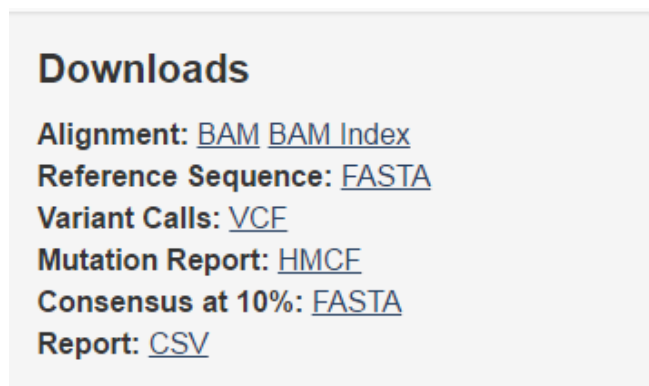 Downloads
Alignment: BAM BAM Index
Reference Sequence: FASTA
Variant Calls: VCF
Mutation Report: HMCF
Consensus at 10%: FASTA
Report: CSV